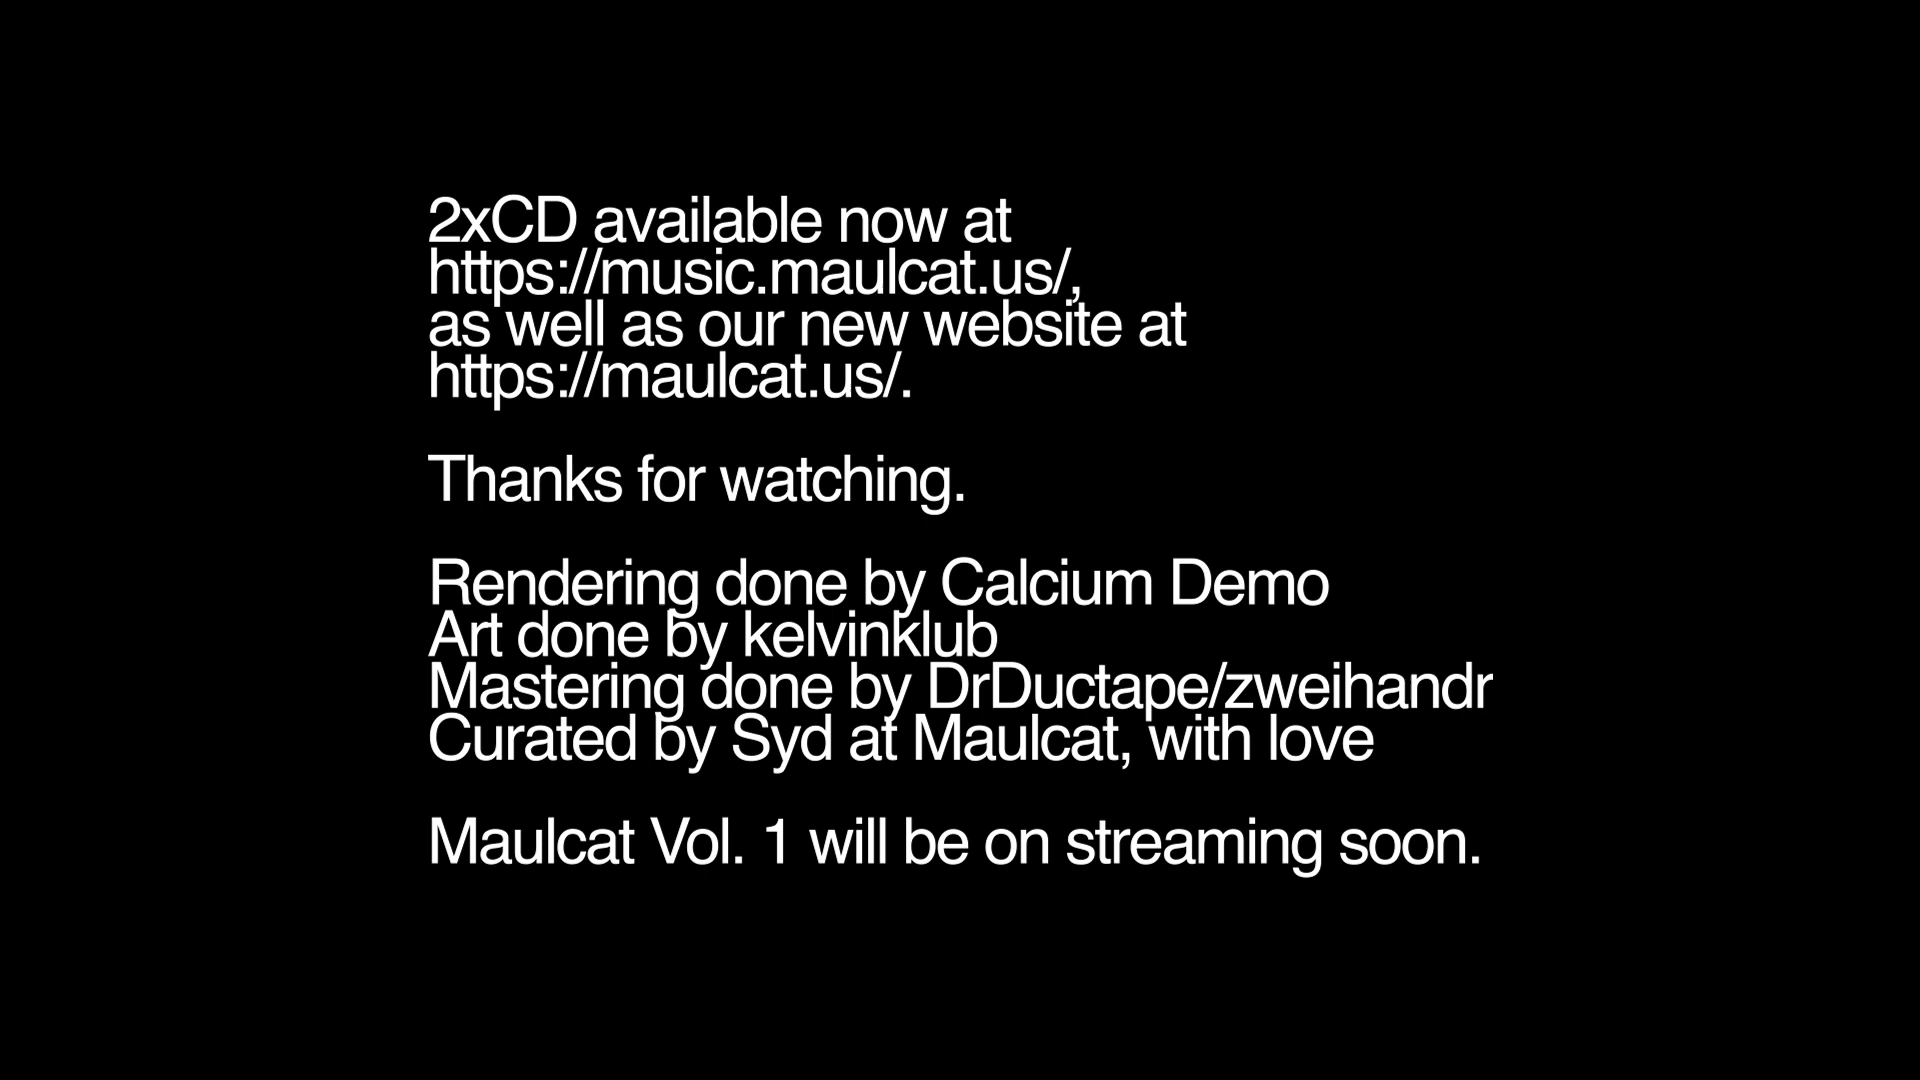 2xCD available now at
https://music.maulcat.us/,
as well as our new website at
https://maulcat.us/.
Thanks for watching.
Rendering done by Calcium Demo
Art done by kelvinklub
Mastering done by DrDuctape/zweihandr
Curated by Syd at Maulcat, with love
Maulcat Vol. 1 will be on streaming soon.